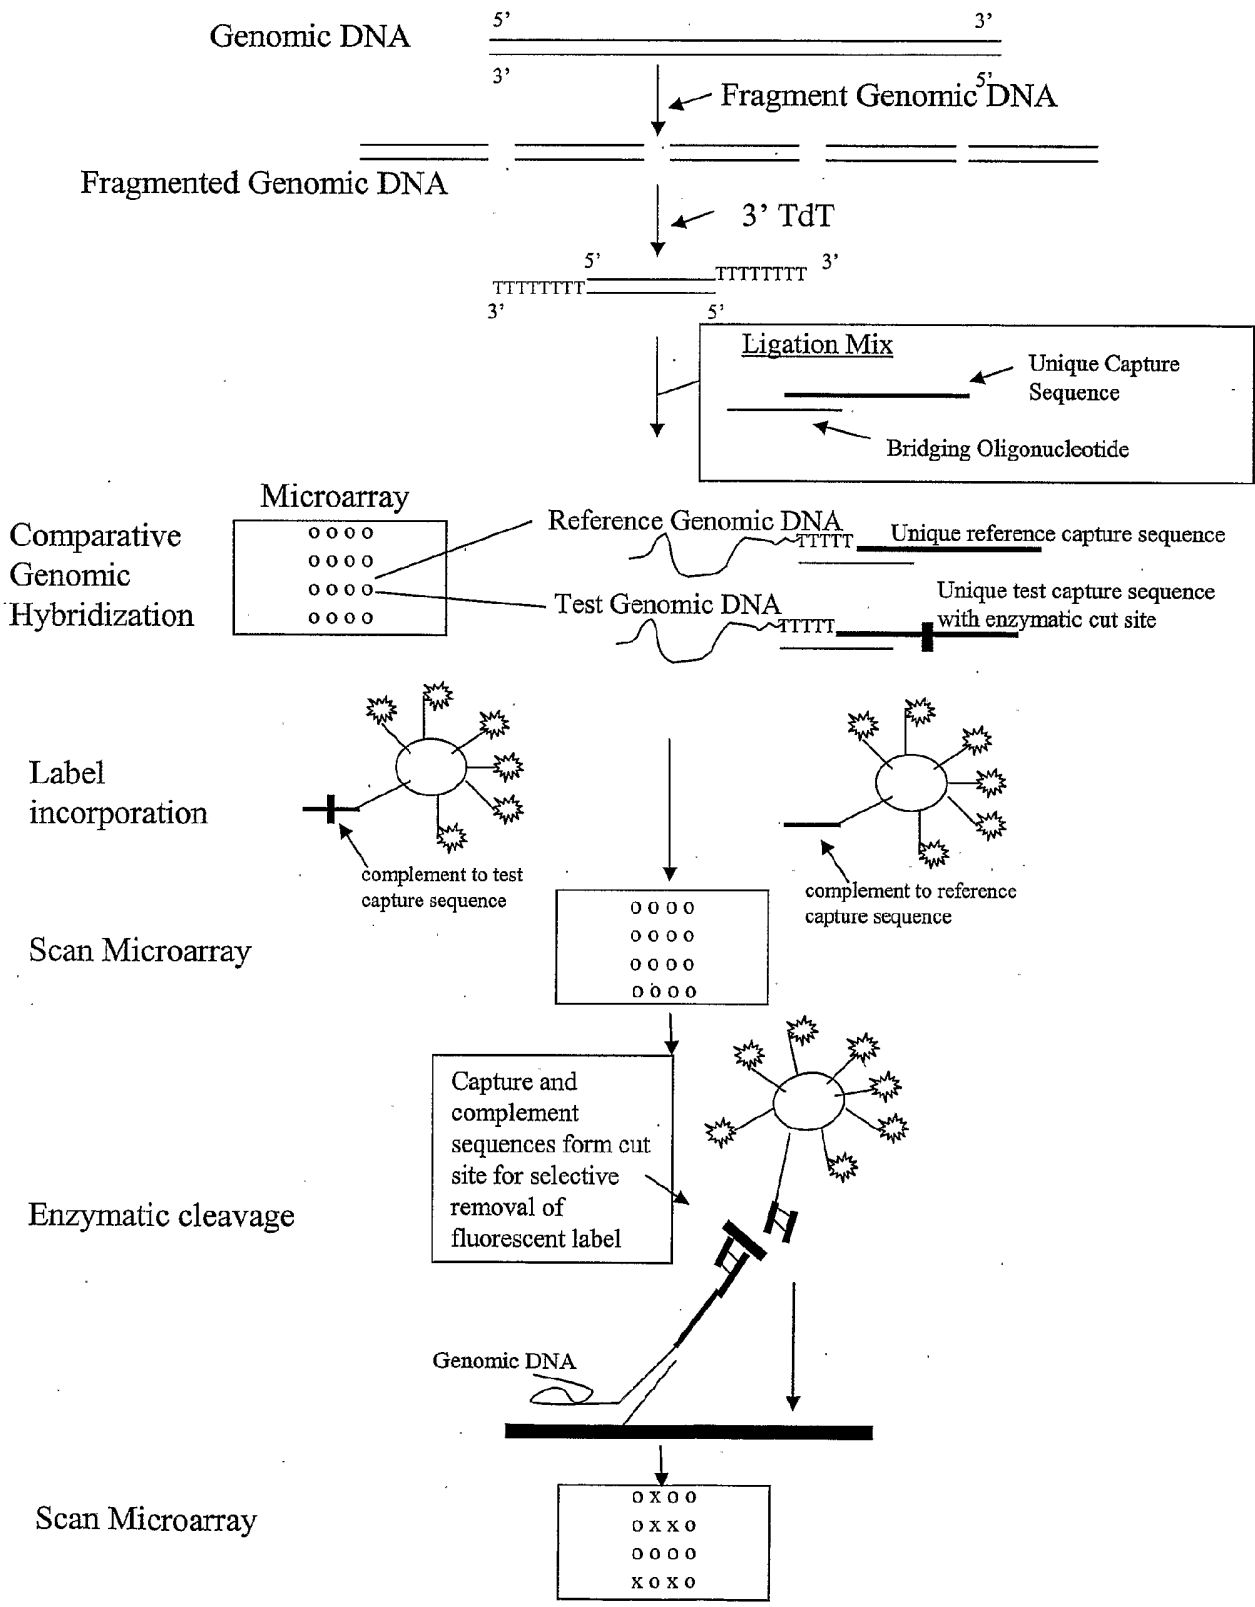 5’ 3’
Genomic DNA
3’ 5’
Fragment Genomic DNA
Fragmented Genomic DNA
3’ TdT
5’ TTTTTTTT 3’
TTTTTTTT
3’ 5’
Ligation Mix
Unique Capture
Sequence
Bridging Oligonucleotide
Microarray
Comparative
Genomic
Hybridization
o o o o
o o o o
o o o o
o o o o
Reference Genomic DNA
TTTTT
Unique reference capture sequence
Test Genomic DNA
TTTTT
Unique test capture sequence
with enzymatic cut site
Label
incorporation
complement to test
capture sequence
complement to reference
capture sequence
Scan Microarray
o o o o
o o o o
o o o o
o o o o
Enzymatic cleavage
Capture and
complement
sequences form cut
site for selective
removal of
fluorescent label
Genomic DNA
Scan Microarray
o x o o
o x x o
o o o o
x o x o